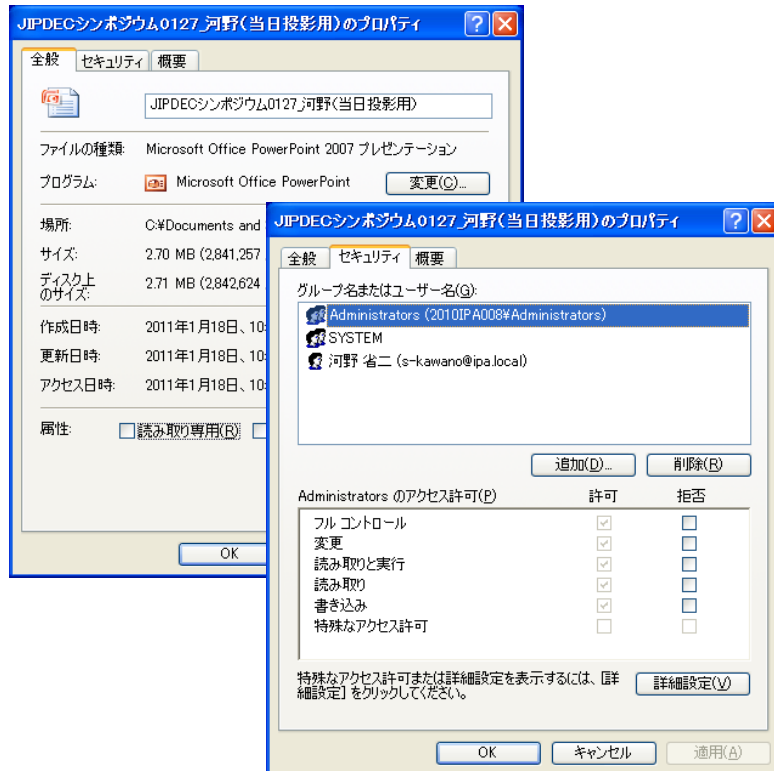 JIPDECシンポジウム0127_河野(当日投影用)のプロパティ
全般 セキュリティ 概要
JIPDECシンポジウム0127_河野(当日投影用)
ファイルの種類: Microsoft Office PowerPoint 2007 プレゼンテーション
プログラム: Microsoft Office PowerPoint 変更(C)...
場所: C:¥Documents and
サイズ: 2.70 MB (2,841,257
ディスク上
のサイズ: 2.71 MB (2,842,624
作成日時: 2011年1月18日、10:
更新日時: 2011年1月18日、10:
アクセス日時: 2011年1月18日、10:
属性: 読み取り専用(R)
OK
JIPDECシンポジウム0127_河野(当日投影用)のプロパティ
全般 セキュリティ 概要
グループ名またはユーザー名(G):
Administrators (2010IPA008¥Administrators)
SYSTEM
河野 省二 (s-kawano@ipa.local)
追加(D)... 削除(R)
Administrators のアクセス許可(P) 許可 拒否
フル コントロール
変更
読み取りと実行
読み取り
書き込み
特殊なアクセス許可
特殊なアクセス許可または詳細設定を表示するには、[詳
細設定] をクリックしてください。 詳細設定(V)
OK キャンセル 適用(A)